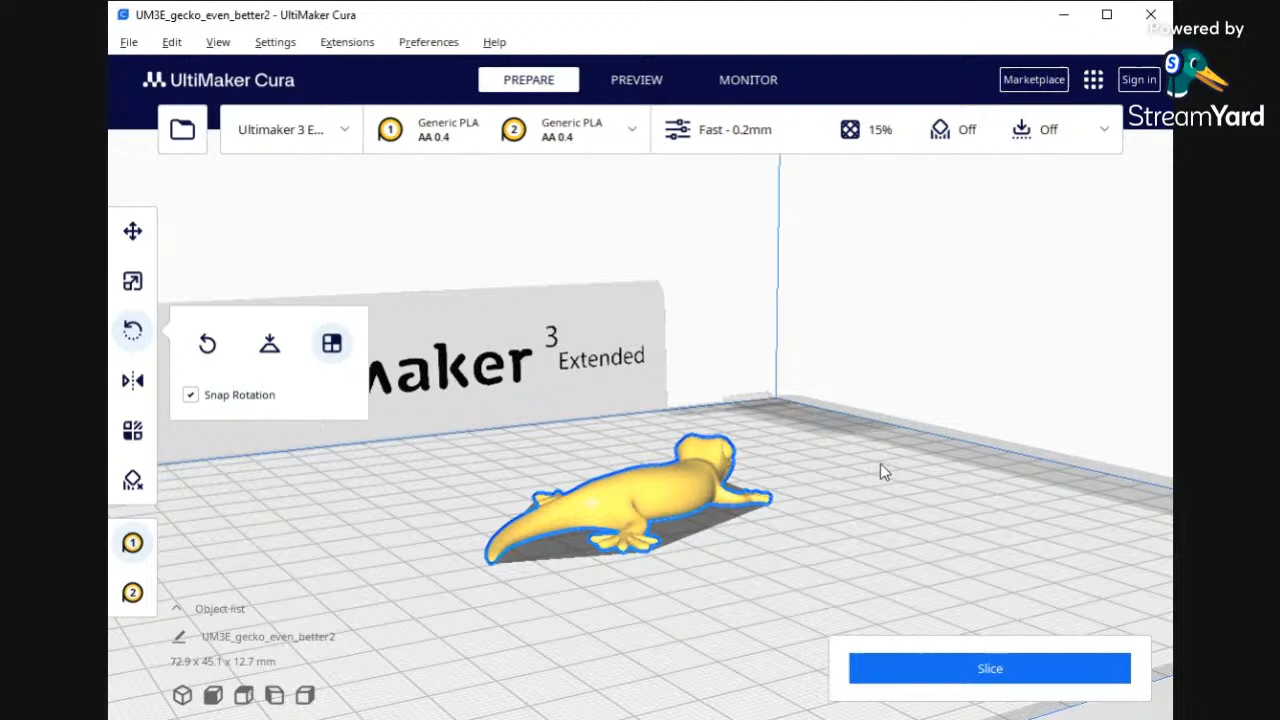 UM3E_gecko_even_better2 - UltiMaker Cura
Powered by
File Edit View Settings Extensions Preferences Help
StreamYard
UltiMaker Cura
PREPARE PREVIEW MONITOR
Marketplace
Sign in
Ultimaker 3 E...
1 Generic PLA
AA 0.4
2 Generic PLA
AA 0.4
Fast - 0.2mm
15%
Off
Off
3
Extended
maker
Snap Rotation
1
2
Object list
UM3E_gecko_even_better2
72.9 x 45.1 x 12.7 mm
Slice